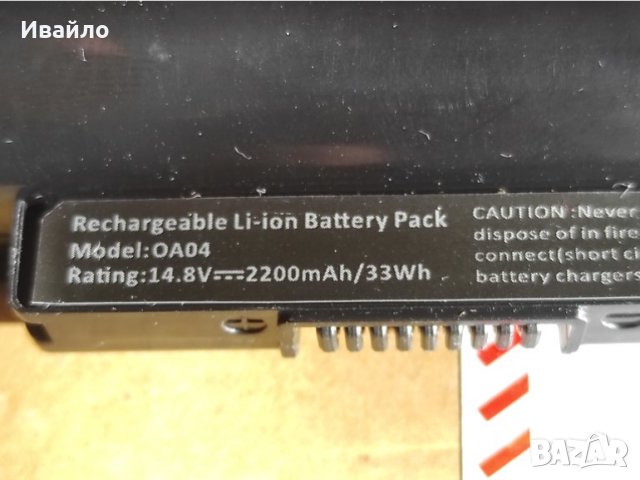 Ивайло
Rechargeable Li-ion Battery Pack
Model:OA04
Rating:14.8V⎓2200mAh/33Wh
CAUTION :Never
dispose of in fire
connect(short ci
battery chargers
BAZAR